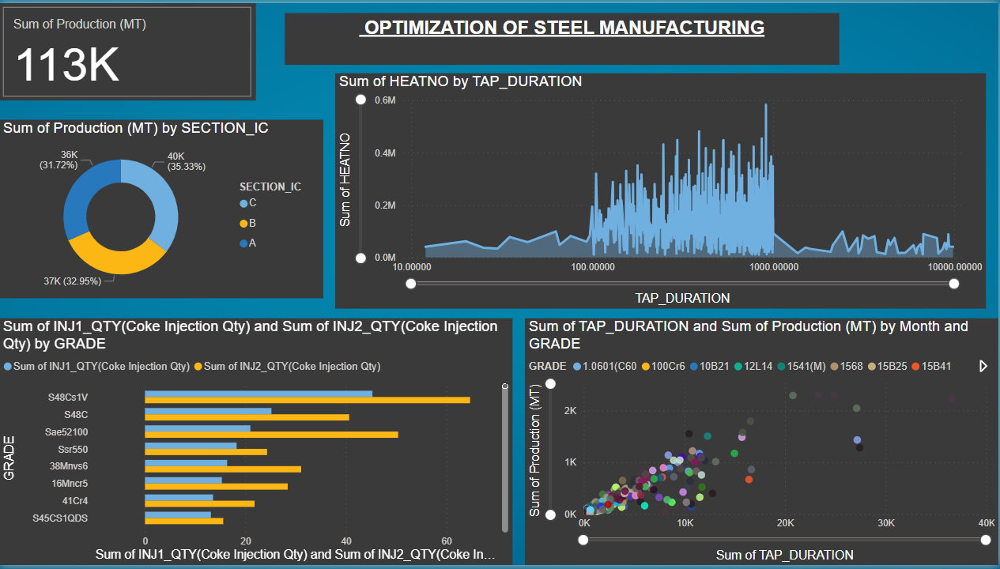 Sum of Production (MT)
113K
OPTIMIZATION OF STEEL MANUFACTURING
Sum of Production (MT) by SECTION_IC
36K
(31.72%)
40K
(35.33%)
37K (32.95%)
SECTION_IC
C
B
A
Sum of HEATNO by TAP_DURATION
Sum of HEATNO
0.6M
0.4M
0.2M
0.0M
10.00000
100.00000
1000.00000
10000.00000
TAP_DURATION
Sum of INJ1_QTY(Coke Injection Qty) and Sum of INJ2_QTY(Coke Injection
Qty) by GRADE
Sum of INJ1_QTY(Coke Injection Qty)
Sum of INJ2_QTY(Coke Injection Qty)
GRADE
S48Cs1V
S48C
Sae52100
Ssr550
38Mnvs6
16Mncr5
41Cr4
S45CS1QDS
0
20
40
60
Sum of INJ1_QTY(Coke Injection Qty) and Sum of INJ2_QTY(Coke In...
Sum of TAP_DURATION and Sum of Production (MT) by Month and
GRADE
GRADE 1.0601(C60 100Cr6 10B21 12L14 1541(M) 1568 15B25 15B41
Sum of Production (MT)
2K
1K
0K
0K
10K
20K
30K
40K
Sum of TAP_DURATION